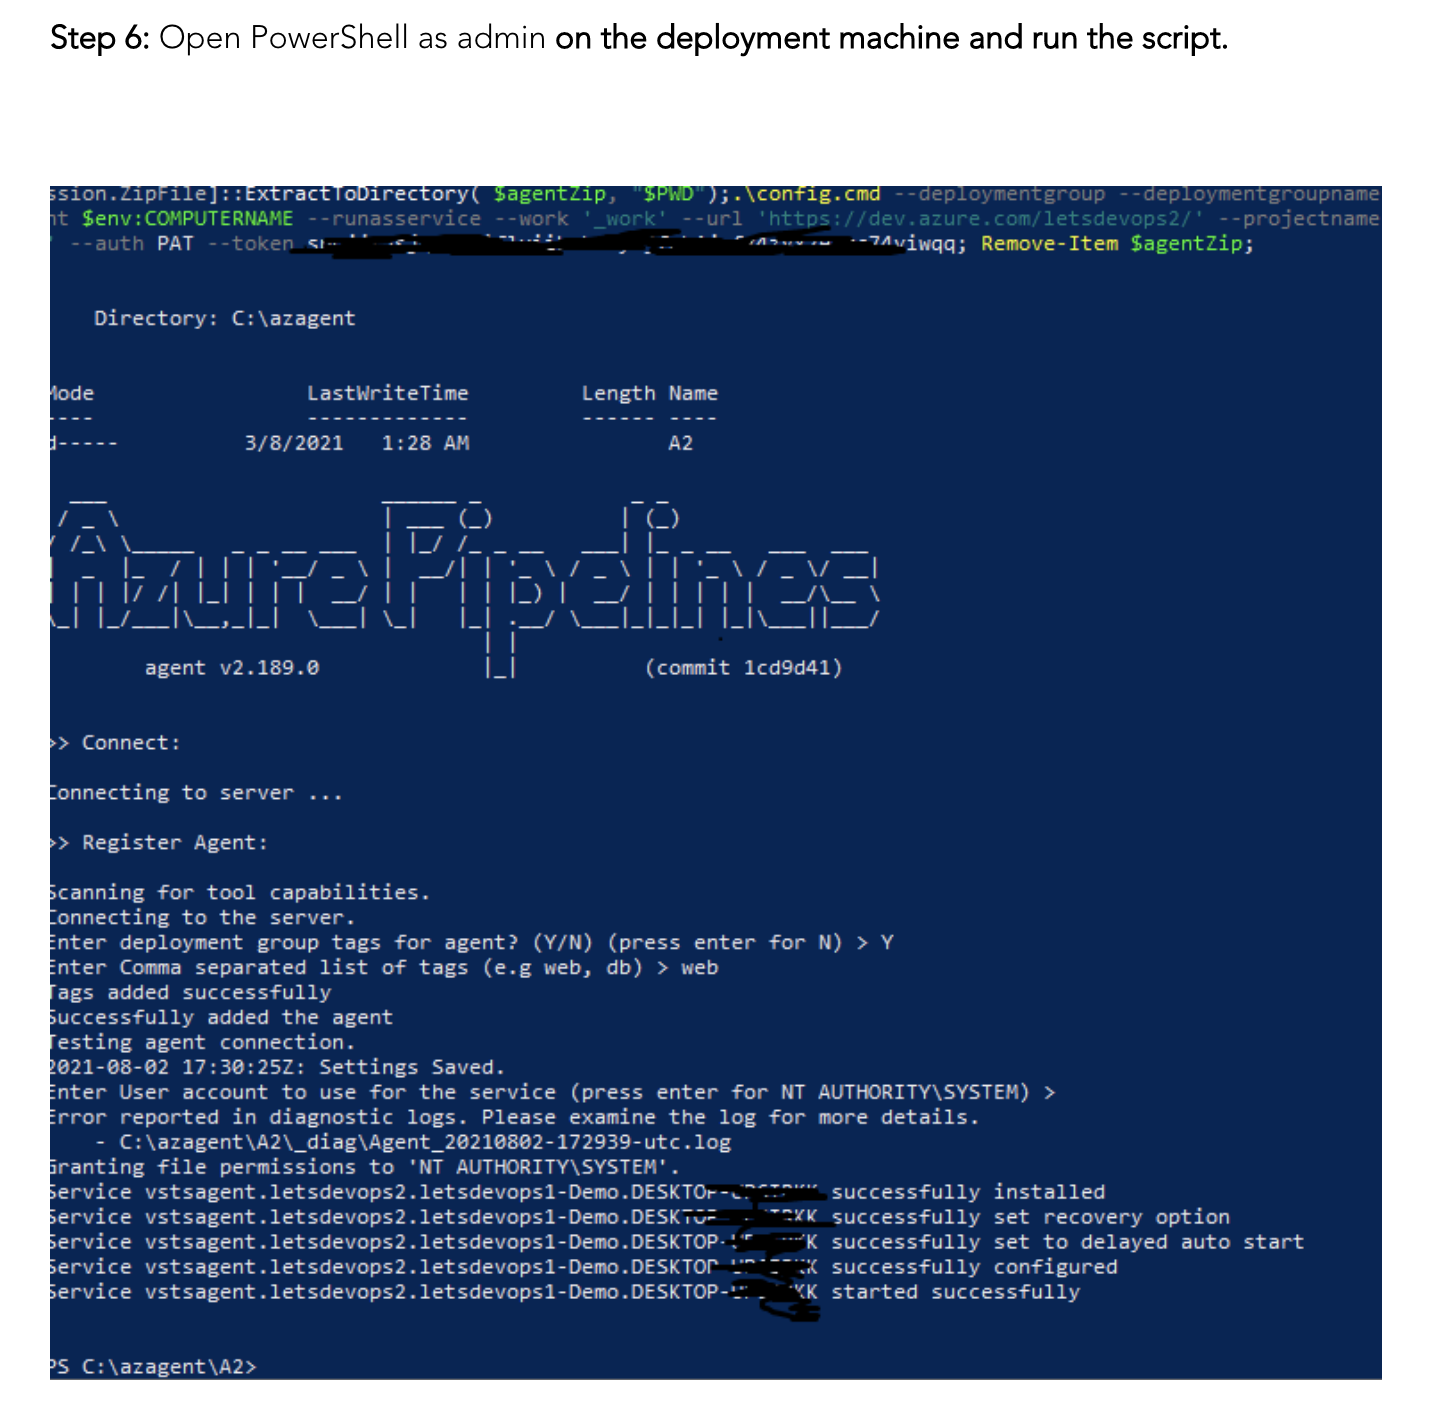 Step 6: Open PowerShell as admin on the deployment machine and run the script.
ssion.ZipFile]::ExtractToDirectory( $agentZip, "$PWD");.\config.cmd --deploymentgroup --deploymentgroupname
nt $env:COMPUTERNAME --runasservice --work '_work' --url 'https://dev.azure.com/letsdevops2/' --projectname
' --auth PAT --token viwqq; Remove-Item $agentZip;
Directory: C:\azagent
Mode LastWriteTime Length Name
---- ------------- ------ ----
d----- 3/8/2021 1:28 AM A2
Azure Pipelines
agent v2.189.0 (commit 1cd9d41)
>> Connect:
Connecting to server ...
>> Register Agent:
Scanning for tool capabilities.
Connecting to the server.
Enter deployment group tags for agent? (Y/N) (press enter for N) > Y
Enter Comma separated list of tags (e.g web, db) > web
Tags added successfully
Successfully added the agent
Testing agent connection.
2021-08-02 17:30:25Z: Settings Saved.
Enter User account to use for the service (press enter for NT AUTHORITY\SYSTEM) >
Error reported in diagnostic logs. Please examine the log for more details.
- C:\azagent\A2\_diag\Agent_20210802-172939-utc.log
Granting file permissions to 'NT AUTHORITY\SYSTEM'.
Service vstsagent.letsdevops2.letsdevops1-Demo.DESKTOP- successfully installed
Service vstsagent.letsdevops2.letsdevops1-Demo.DESKTOP- KK successfully set recovery option
Service vstsagent.letsdevops2.letsdevops1-Demo.DESKTOP- K successfully set to delayed auto start
Service vstsagent.letsdevops2.letsdevops1-Demo.DESKTOP- K successfully configured
Service vstsagent.letsdevops2.letsdevops1-Demo.DESKTOP- KK started successfully
PS C:\azagent\A2>